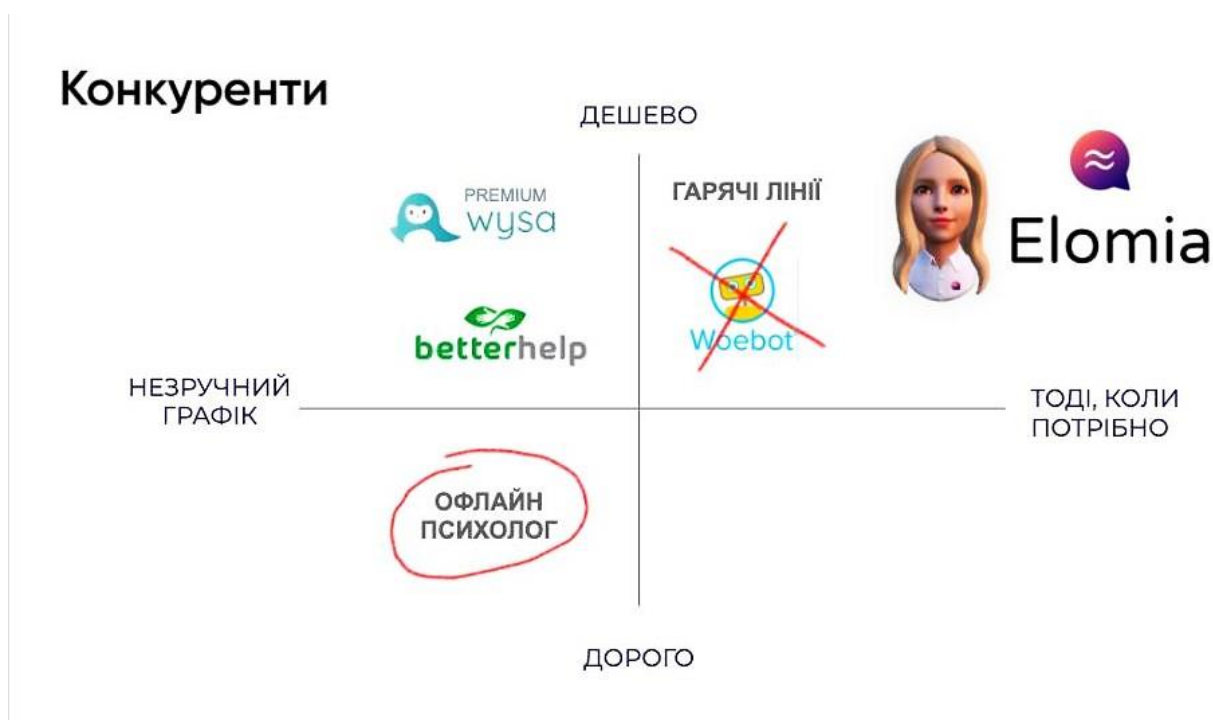 Конкуренти
ДЕШЕВО
PREMIUM
wysa
ГАРЯЧІ ЛІНІЇ
Elomia
Woebot
betterhelp
НЕЗРУЧНИЙ
ГРАФІК
ТОДІ, КОЛИ
ПОТРІБНО
ОФЛАЙН
ПСИХОЛОГ
ДОРОГО